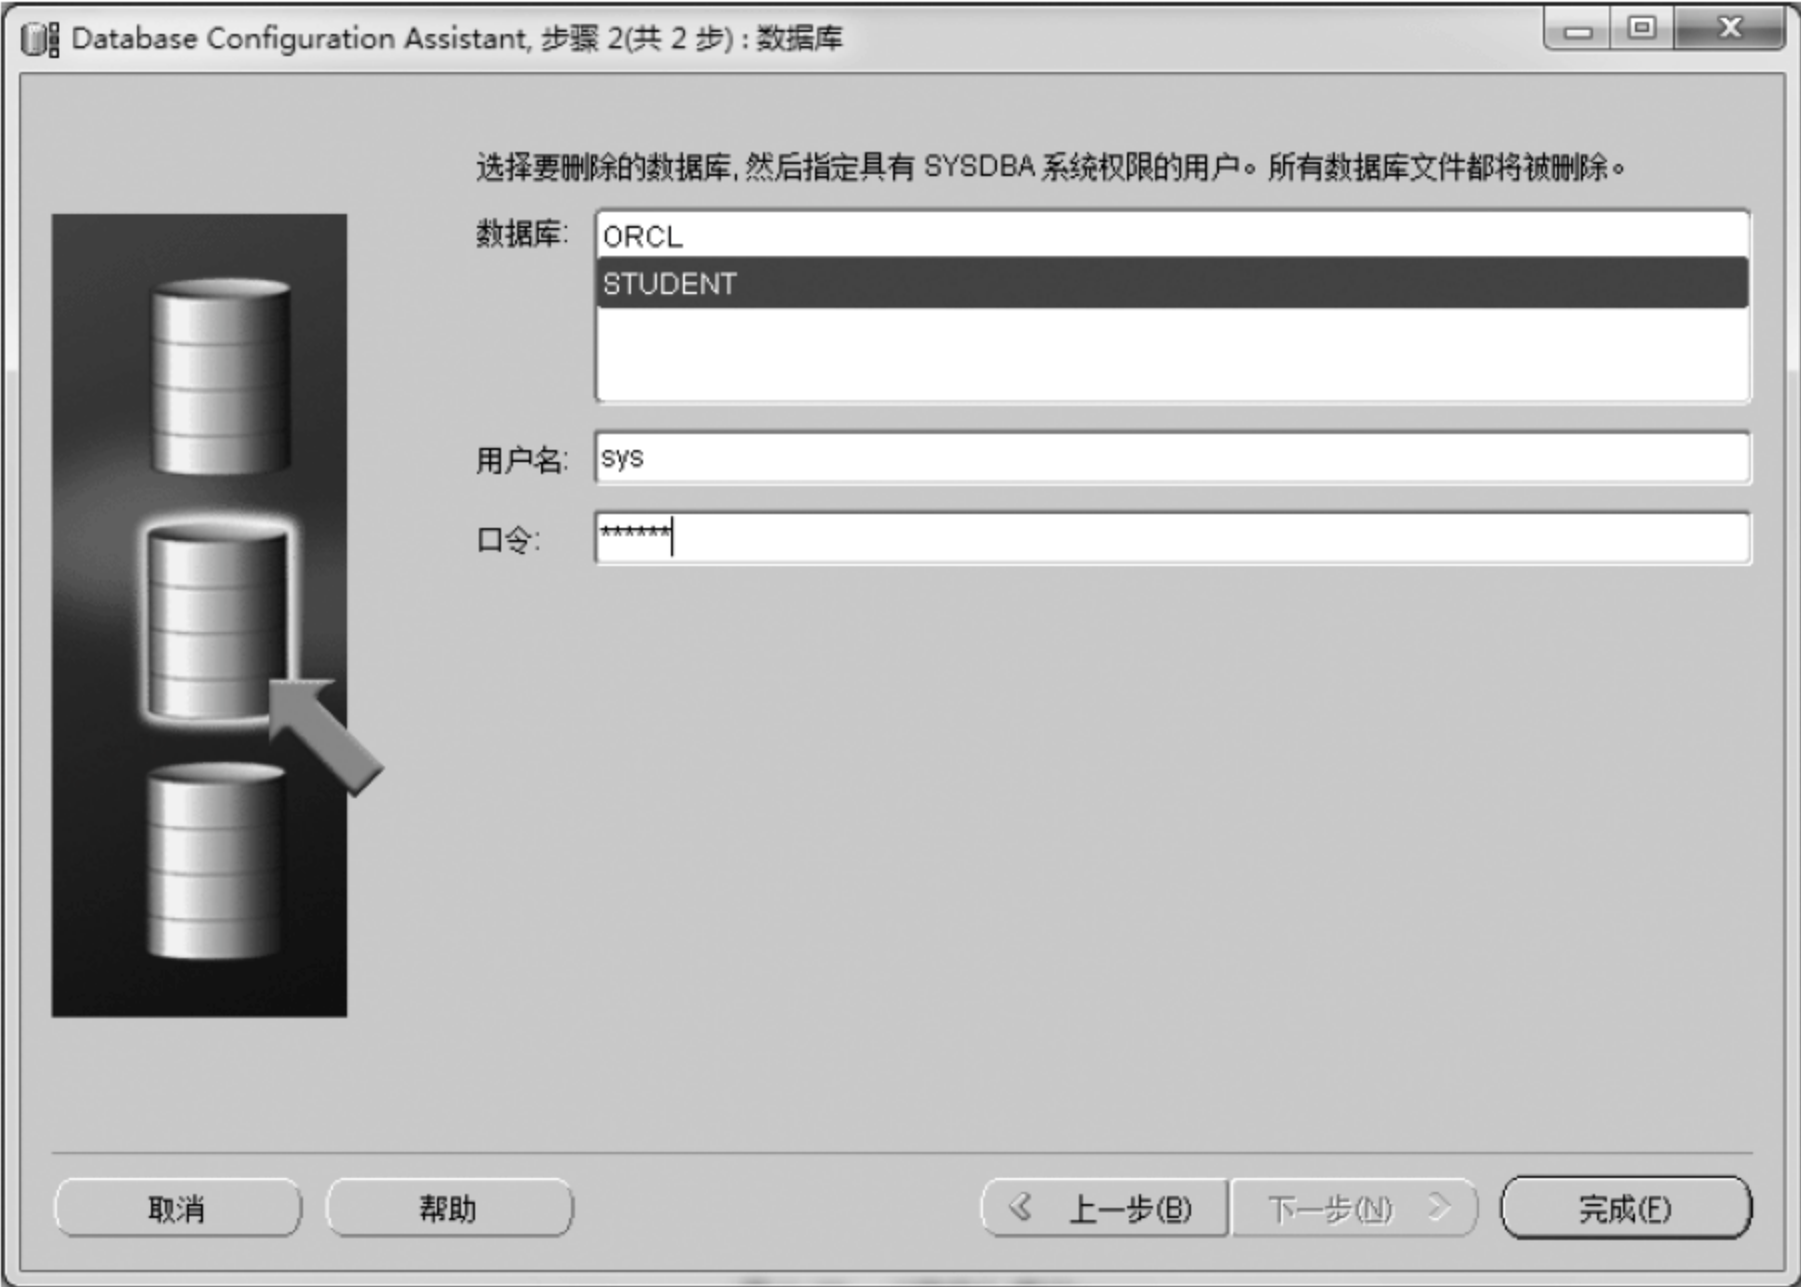 Database Configuration Assistant, 步骤 2(共 2 步) : 数据库
选择要删除的数据库, 然后指定具有 SYSDBA 系统权限的用户。所有数据库文件都将被删除。
数据库:
ORCL
STUDENT
用户名:
sys
口令:
******
取消
帮助
上一步(B)
下一步(N)
完成(F)